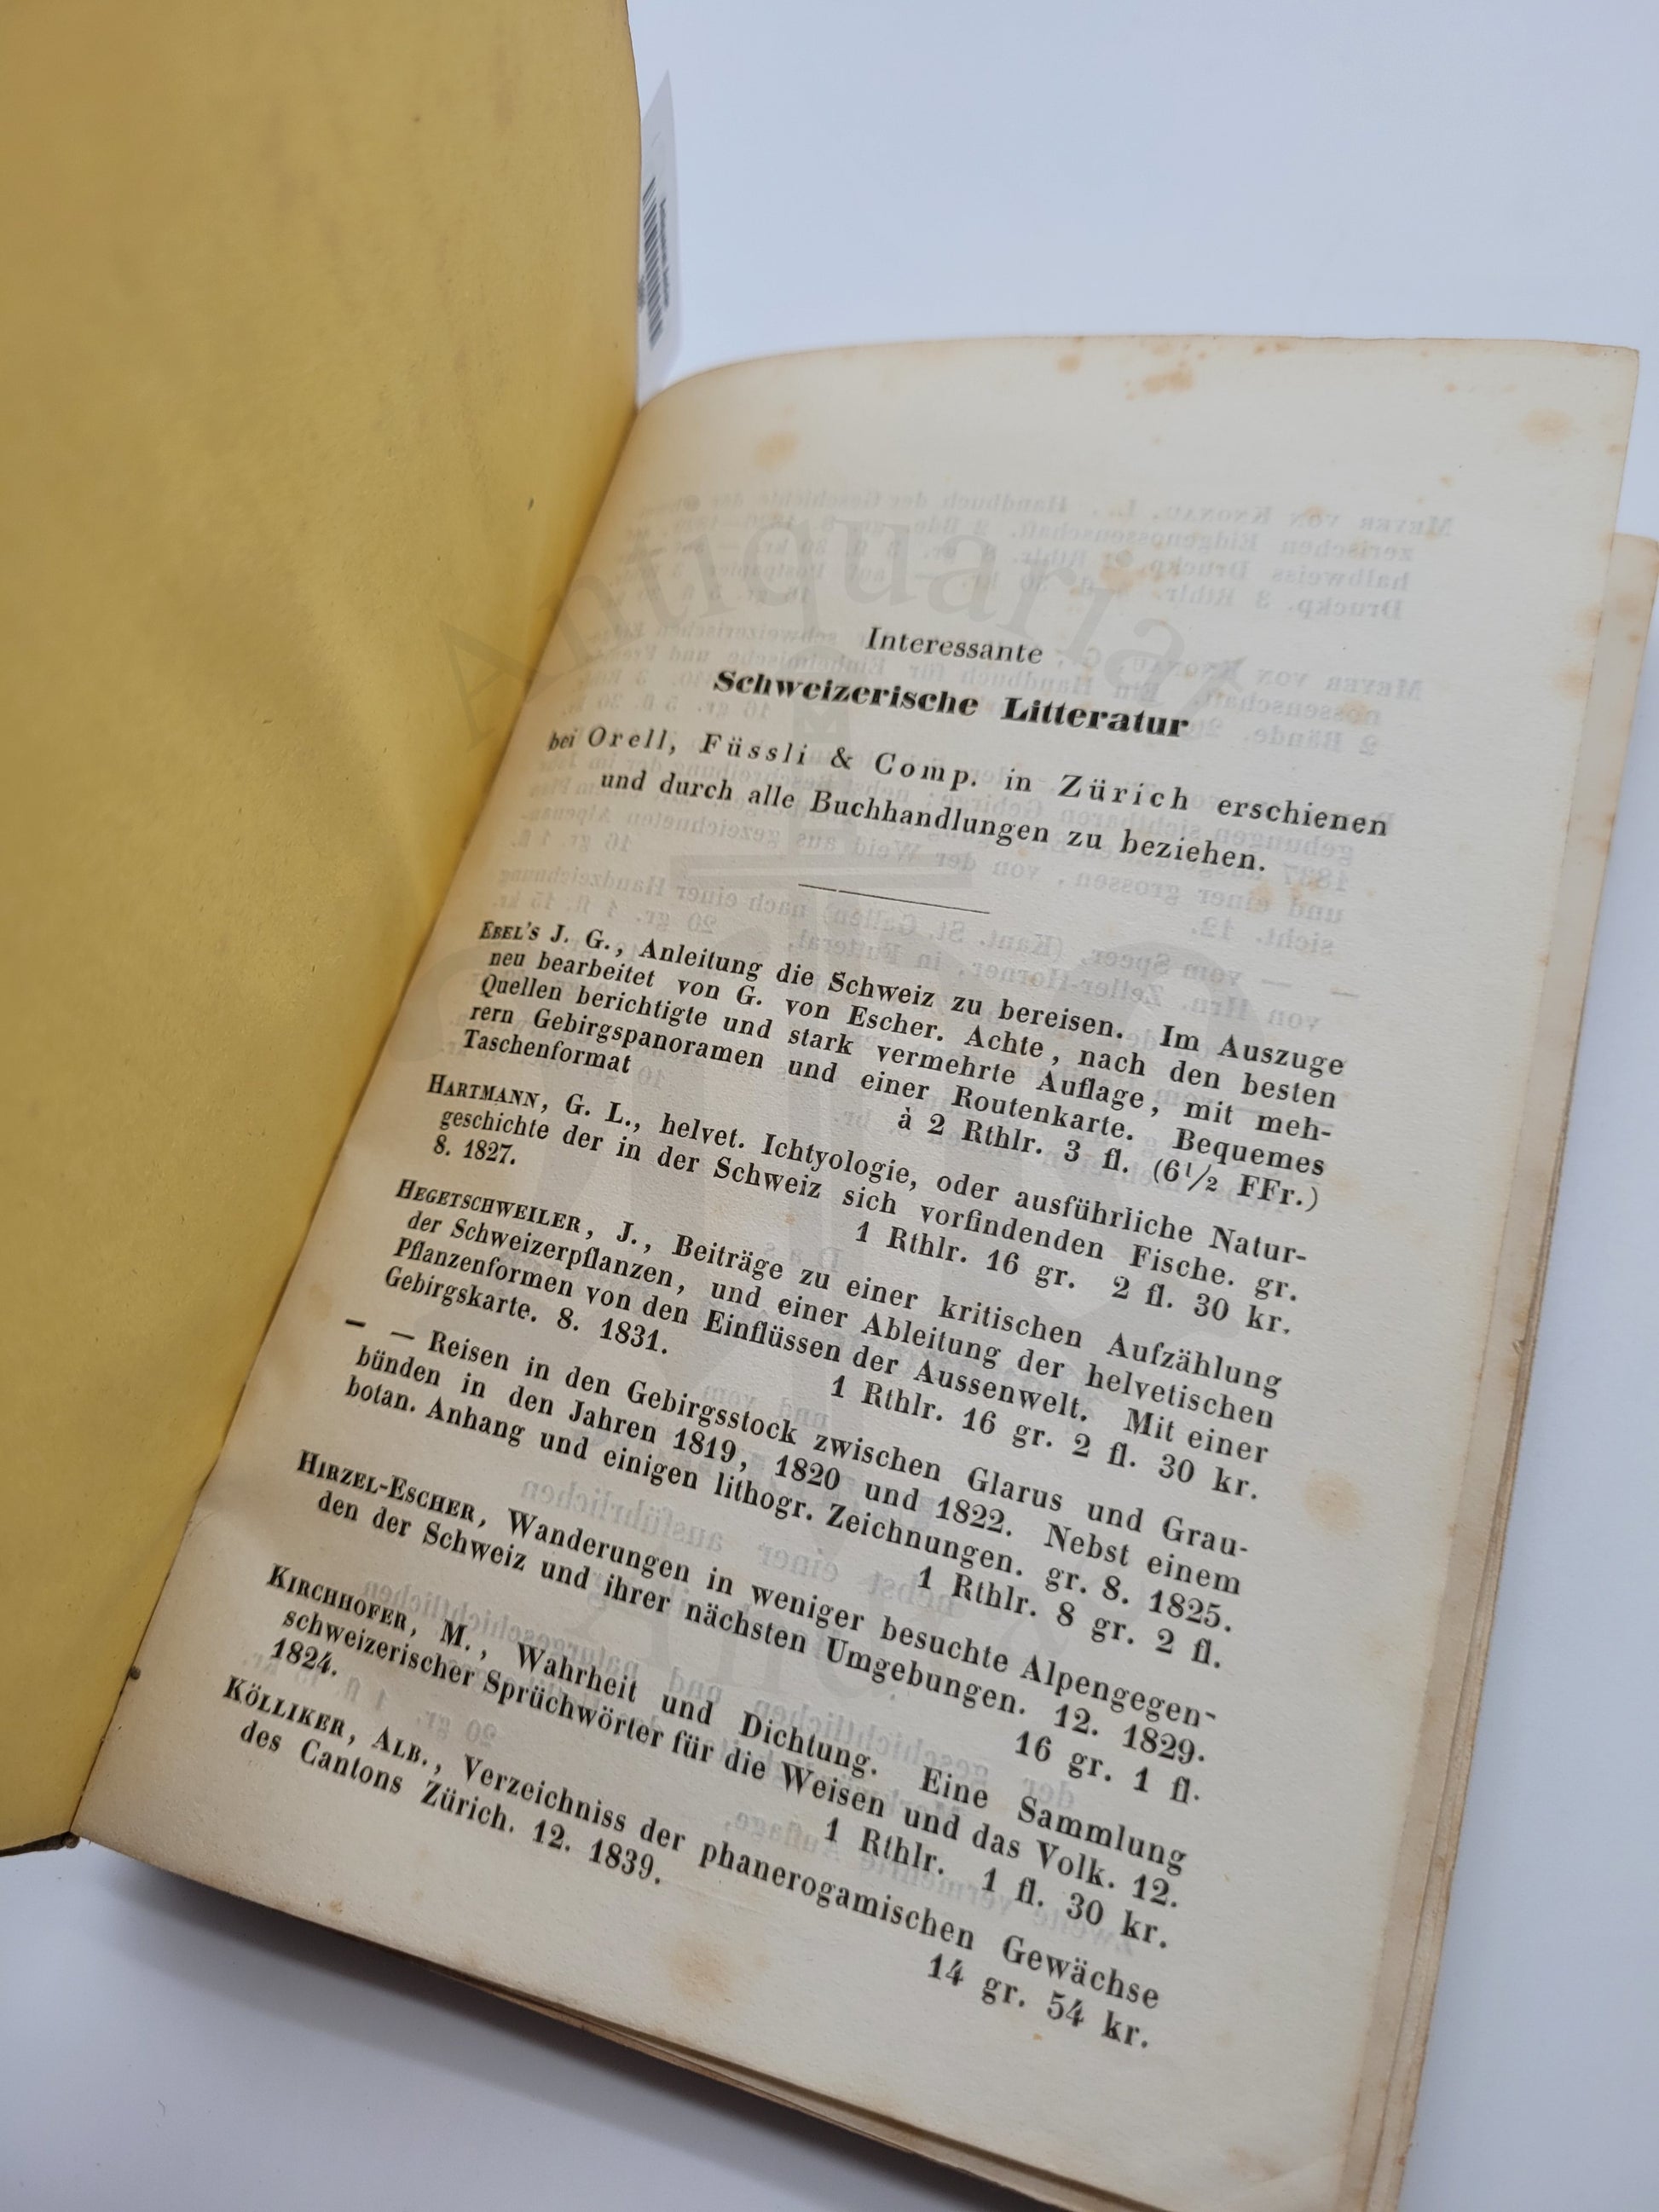 Interessante
Schweizerische Litteratur
bei Orell, Füssli & Comp. in Zürich erschienen
und durch alle Buchhandlungen zu beziehen.
EBEL'S J. G., Anleitung die Schweiz zu bereisen. Im Auszuge
neu bearbeitet von G. von Escher. Achte, nach den besten
Quellen berichtigte und stark vermehrte Auflage, mit meh-
rern Gebirgspanoramen und einer Routenkarte. Bequemes
Taschenformat à 2 Rthlr. 3 fl. (6 1/2 FFr.)
HARTMANN, G. L., helvet. Ichtyologie, oder ausführliche Natur-
geschichte der in der Schweiz sich vorfindenden Fische. gr.
8. 1827. 1 Rthlr. 16 gr. 2 fl. 30 kr.
HEGETSCHWEILER, J., Beiträge zu einer kritischen Aufzählung
der Schweizerpflanzen, und einer Ableitung der helvetischen
Pflanzenformen von den Einflüssen der Aussenwelt. Mit einer
Gebirgskarte. 8. 1831. 1 Rthlr. 16 gr. 2 fl. 30 kr.
— — Reisen in den Gebirgsstock zwischen Glarus und Grau-
bünden in den Jahren 1819, 1820 und 1822. Nebst einem
botan. Anhang und einigen lithogr. Zeichnungen. gr. 8. 1825.
1 Rthlr. 8 gr. 2 fl.
HIRZEL-ESCHER, Wanderungen in weniger besuchte Alpengegen-
den der Schweiz und ihrer nächsten Umgebungen. 12. 1829.
16 gr. 1 fl.
KIRCHHOFER, M., Wahrheit und Dichtung. Eine Sammlung
schweizerischer Sprüchwörter für die Weisen und das Volk. 12.
1824. 1 Rthlr. 1 fl. 30 kr.
KÖLLIKER, ALB., Verzeichniss der phanerogamischen Gewächse
des Cantons Zürich. 12. 1839. 14 gr. 54 kr.